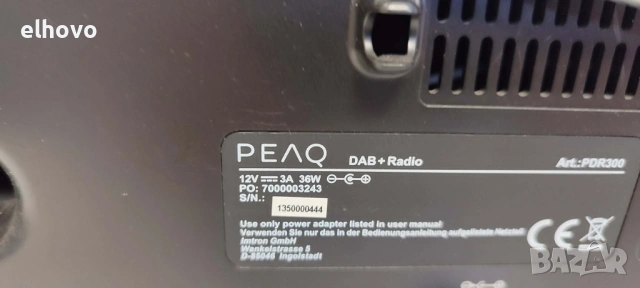 elhovo
PEAQ DAB+Radio Art.:PDR300
12V 3A 36W
PO: 7000003243
S/N.:
1350000444
Use only power adapter listed in user manual
Verwenden Sie nur das in der Bedienungsanleitung aufgelistete Netzteil
Imtron GmbH
Wankelstrasse 5
D-85046 Ingolstadt
CE
bazar